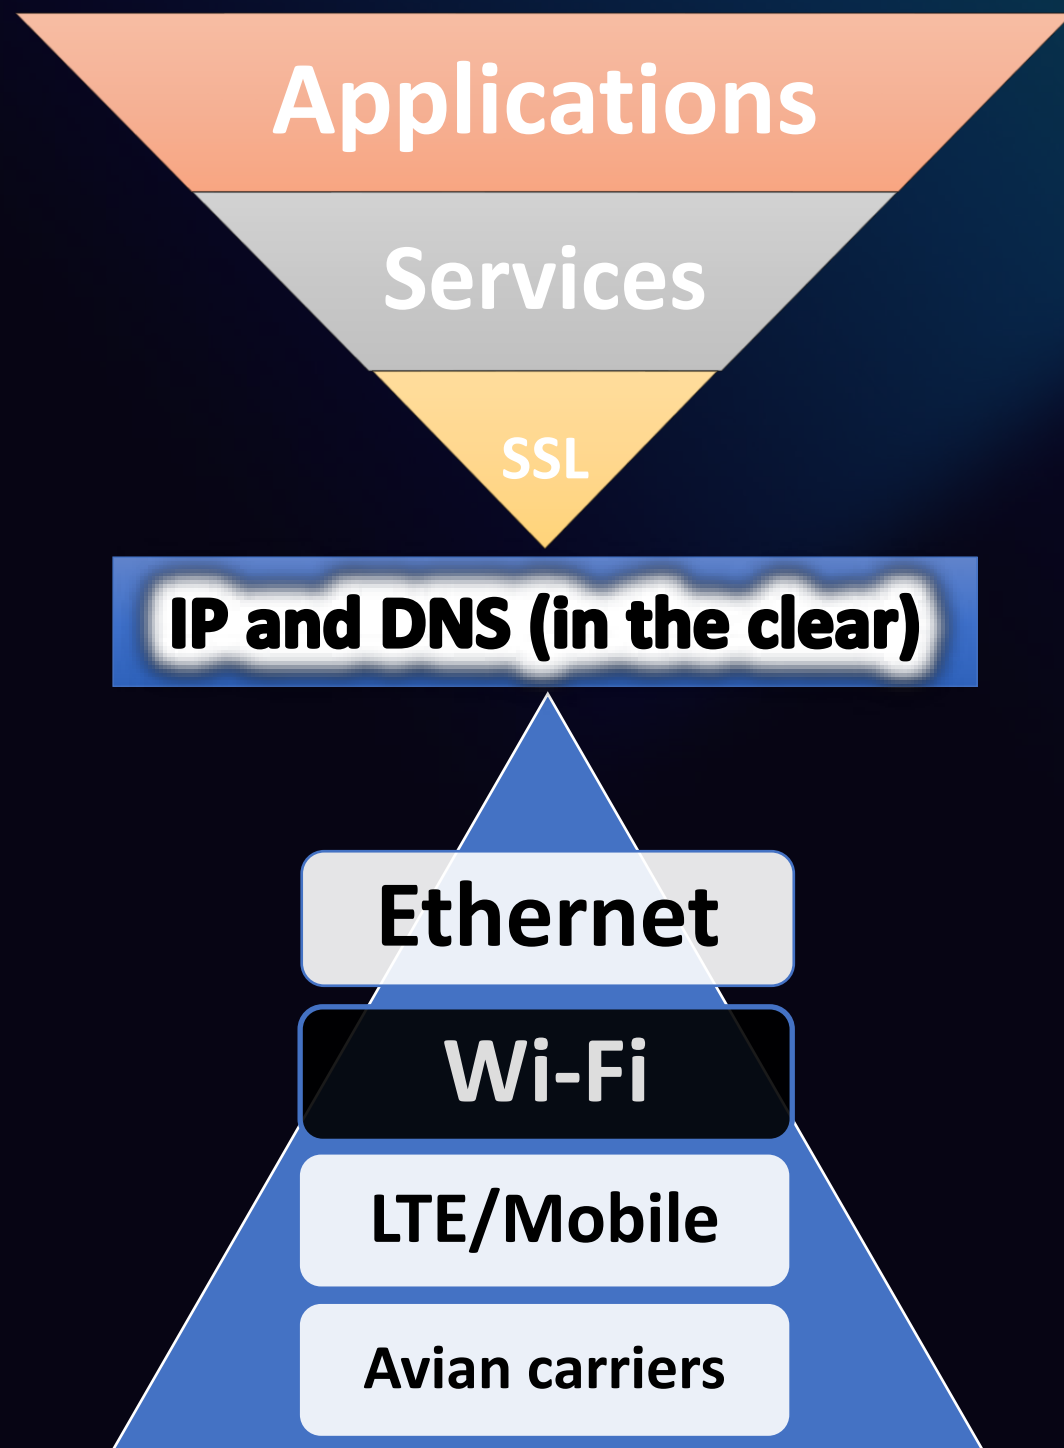 Applications
Services
SSL
IP and DNS (in the clear)
Ethernet
Wi-Fi
LTE/Mobile
Avian carriers